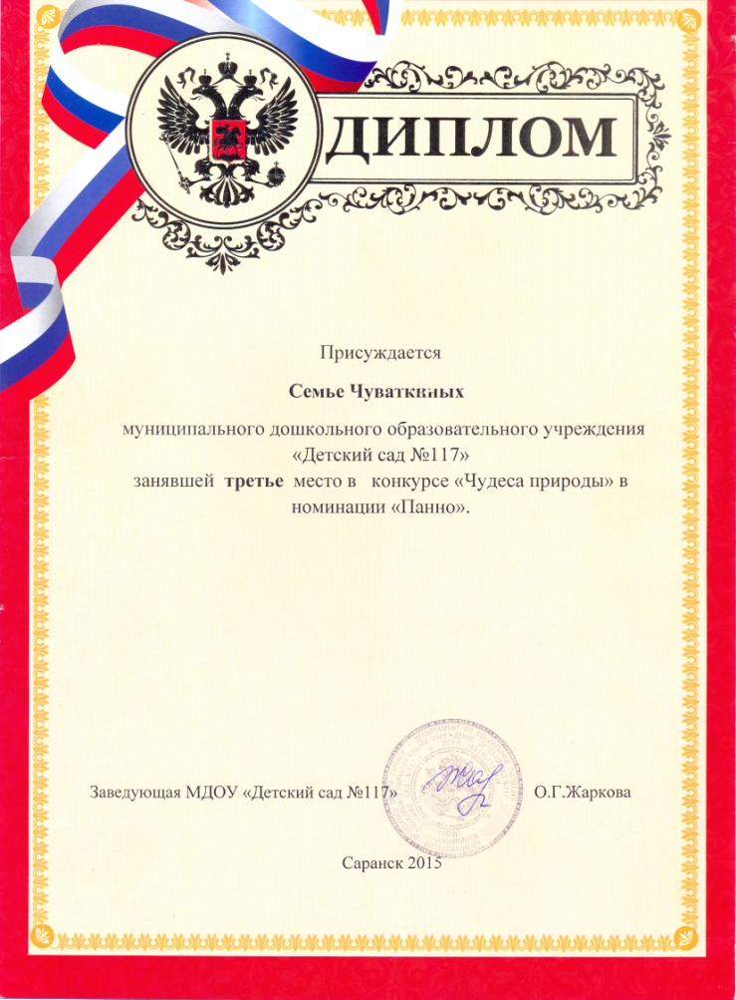 ДИПЛОМ
Присуждается
Семье Чуваткиных
муниципального дошкольного образовательного учреждения
«Детский сад №117»
занявшей третье место в конкурсе «Чудеса природы» в
номинации «Панно».
Заведующая МДОУ «Детский сад №117» О.Г.Жаркова
Саранск 2015